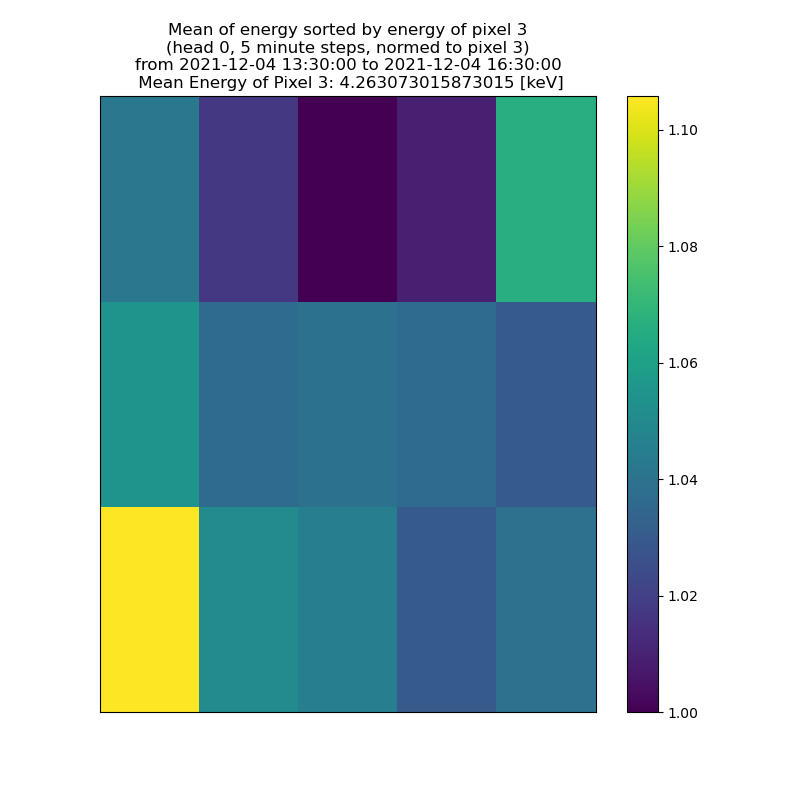 Mean of energy sorted by energy of pixel 3
(head 0, 5 minute steps, normed to pixel 3)
from 2021-12-04 13:30:00 to 2021-12-04 16:30:00
Mean Energy of Pixel 3: 4.263073015873015 [keV]
1.10
1.08
1.06
1.04
1.02
1.00